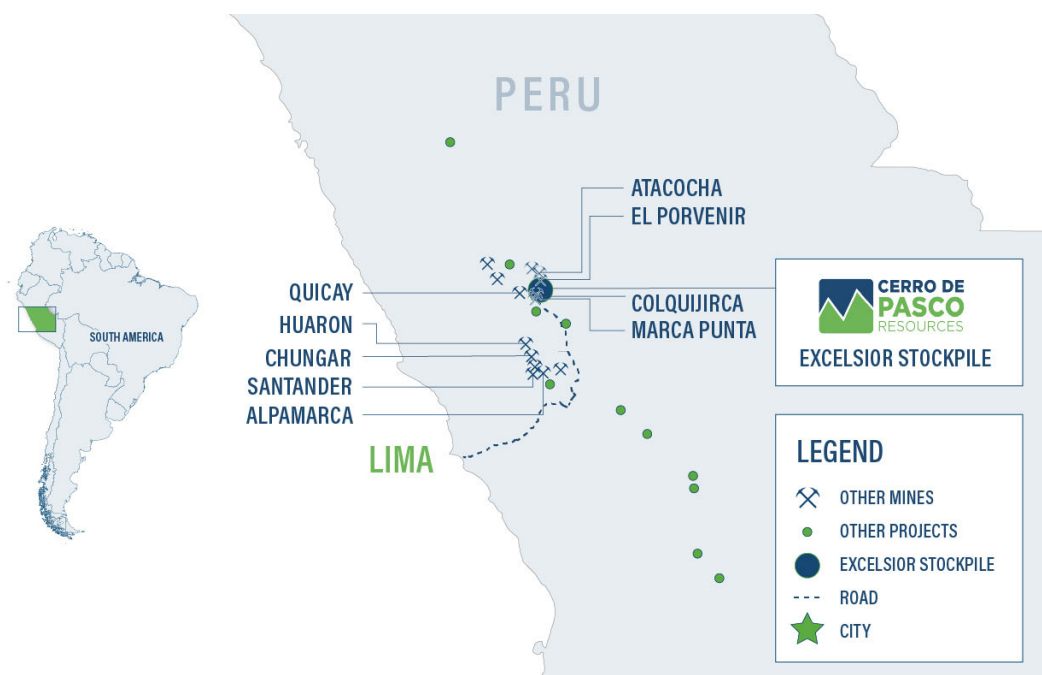 PERU
ATACOCHA
EL PORVENIR
QUICAY
COLQUIJIRCA
HUARON
MARCA PUNTA
CHUNGAR
SANTANDER
ALPAMARCA
LIMA
SOUTH AMERICA
CERRO DE
PASCO
RESOURCES
EXCELSIOR STOCKPILE
LEGEND
OTHER MINES
OTHER PROJECTS
EXCELSIOR STOCKPILE
ROAD
CITY